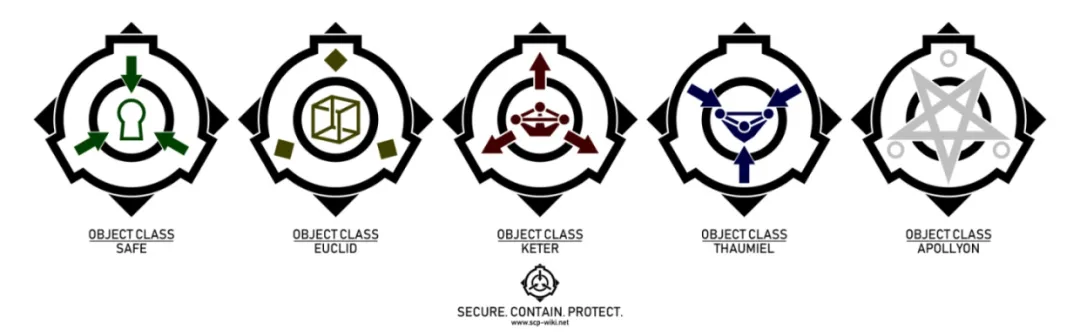 OBJECT CLASS
SAFE
OBJECT CLASS
EUCLID
OBJECT CLASS
KETER
OBJECT CLASS
THAUMIEL
OBJECT CLASS
APOLLYON
SECURE. CONTAIN. PROTECT.
www.scp-wiki.net